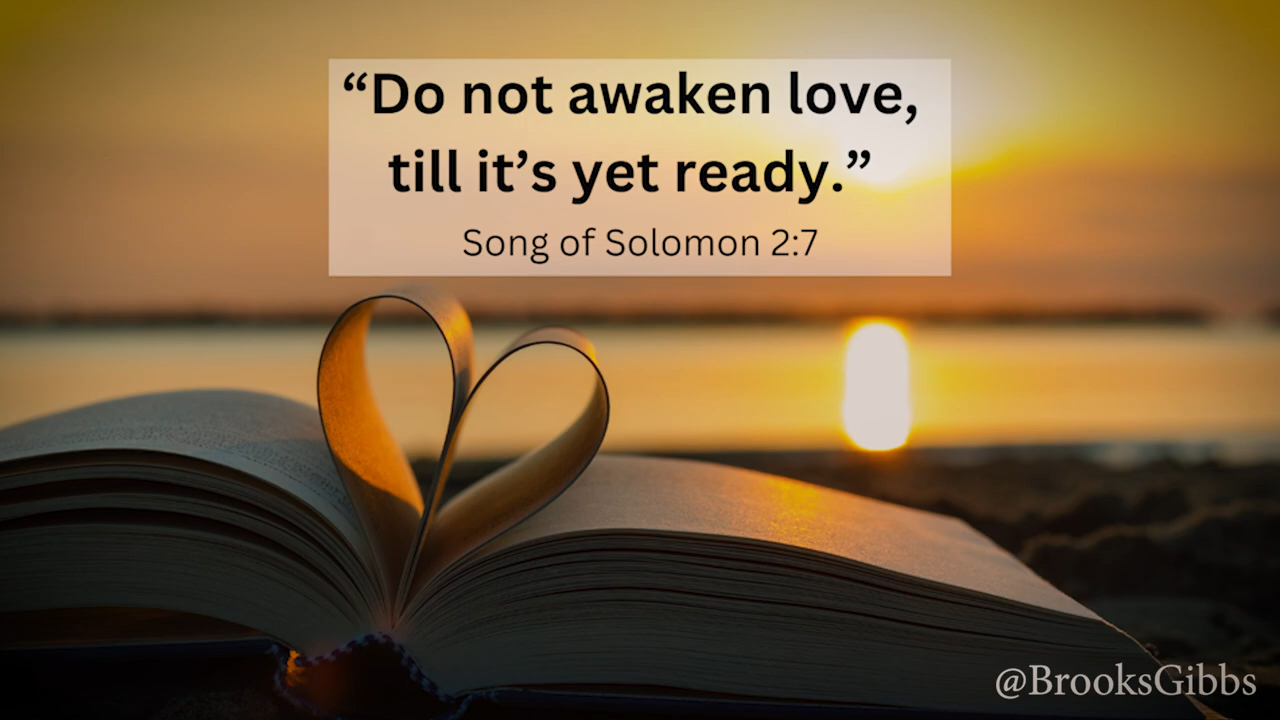 “Do not awaken love,
till it’s yet ready.”
Song of Solomon 2:7
@BrooksGibbs